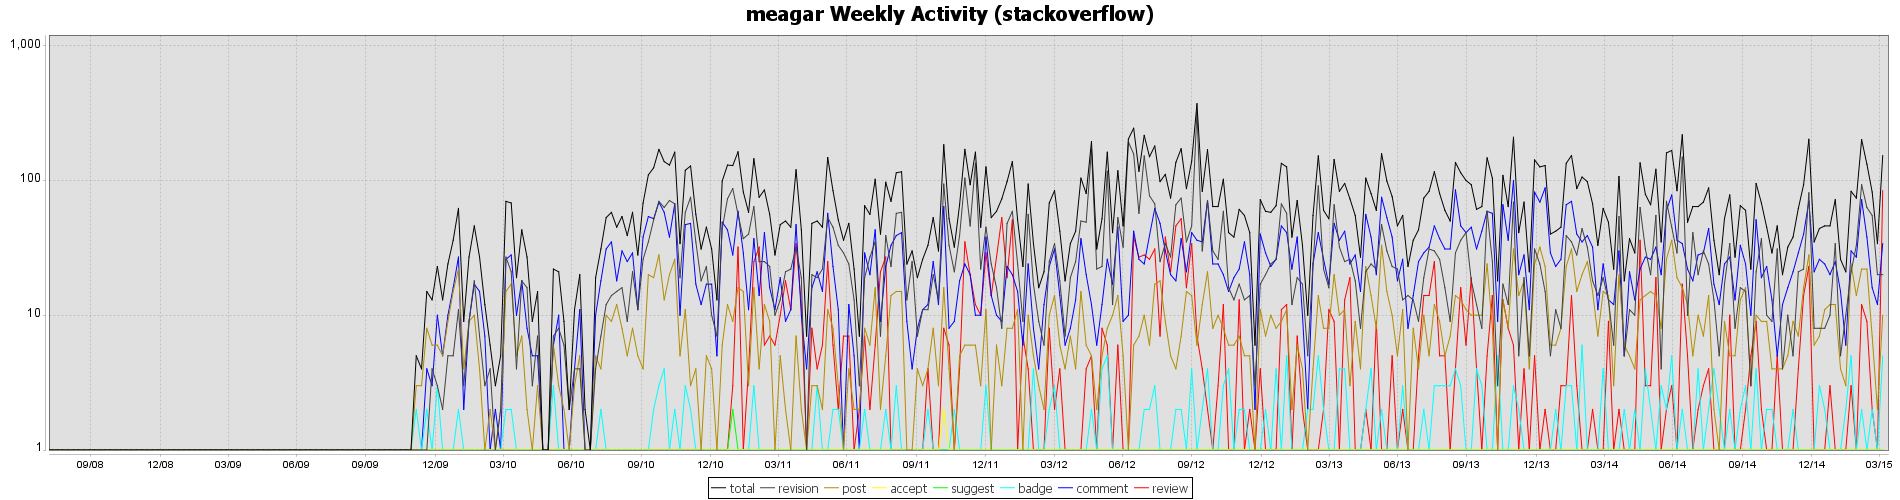 meagar Weekly Activity (stackoverflow)
1,000
100
10
1
09/08 12/08 03/09 06/09 09/09 12/09 03/10 06/10 09/10 12/10 03/11 06/11 09/11 12/11 03/12 06/12 09/12 12/12 03/13 06/13 09/13 12/13 03/14 06/14 09/14 12/14 03/15
total revision post accept suggest badge comment review